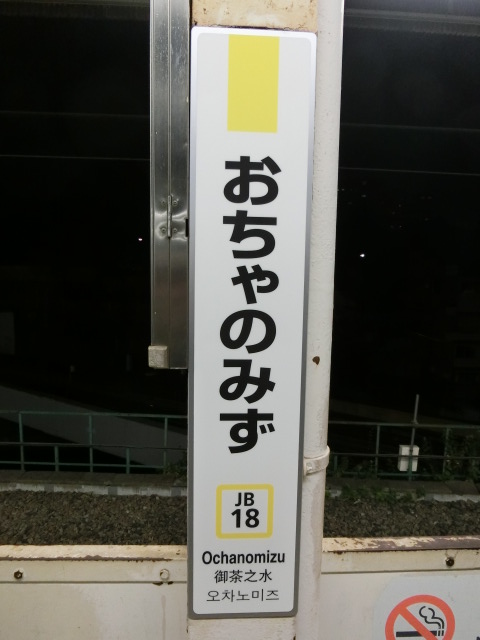 おちゃのみず
JB
18
Ochanomizu
御茶之水
오차노미즈